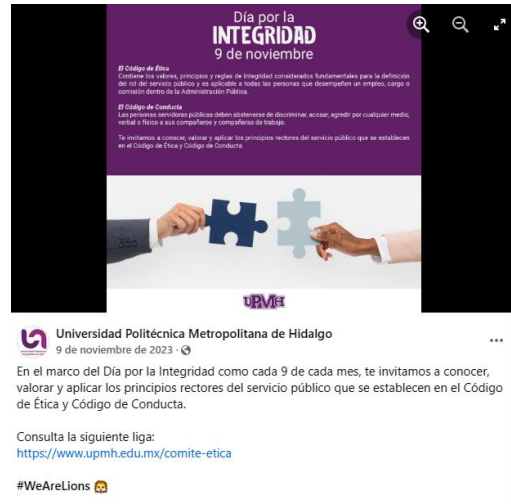 Día por la
INTEGRIDAD
9 de noviembre
El Código de Ética
Contiene los valores, principios y reglas de Integridad considerados fundamentales para la definición
del rol del servicio público y es aplicable a todas las personas que desempeñen un empleo, cargo o
comisión dentro de la Administración Pública.
El Código de Conducta
Las personas servidoras públicas deben abstenerse de discriminar, acosar, agredir por cualquier medio,
verbal o físico a sus compañeros y compañeras de trabajo.
Te invitamos a conocer, valorar y aplicar los principios rectores del servicio público que se establecen
en el Código de Ética y Código de Conducta.
UPMH
Universidad Politécnica Metropolitana de Hidalgo
9 de noviembre de 2023 ·
En el marco del Día por la Integridad como cada 9 de cada mes, te invitamos a conocer,
valorar y aplicar los principios rectores del servicio público que se establecen en el Código
de Ética y Código de Conducta.
Consulta la siguiente liga:
https://www.upmh.edu.mx/comite-etica
#WeAreLions 🦁